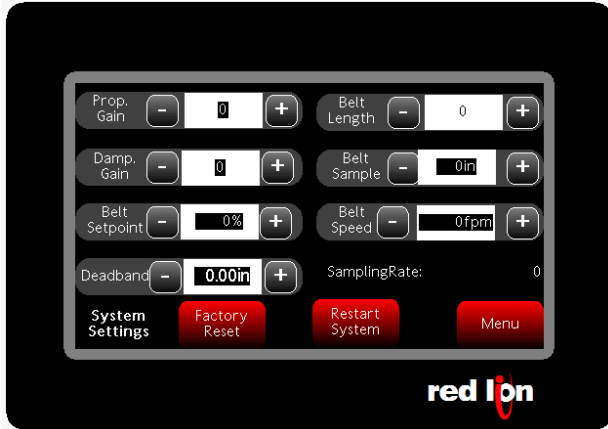 Prop.
Gain
-
0
+
Belt
Length
-
0
+
Damp.
Gain
-
0
+
Belt
Sample
-
0in
+
Belt
Setpoint
-
0%
+
Belt
Speed
-
0fpm
+
Deadband
-
0.00in
+
SamplingRate: 0
System
Settings
Factory
Reset
Restart
System
Menu
red lion